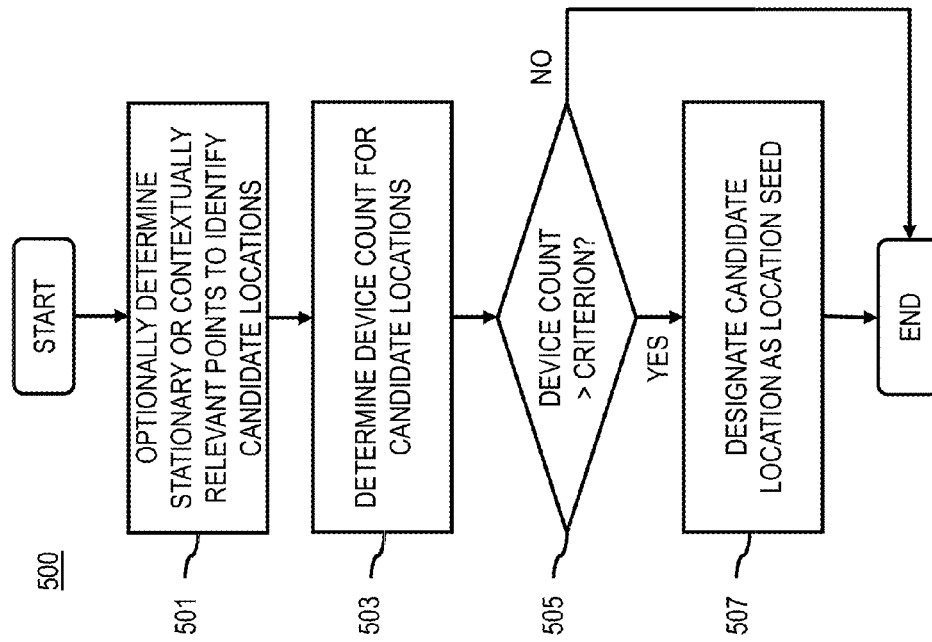 500
START
501
OPTIONALLY DETERMINE
STATIONARY OR CONTEXTUALLY
RELEVANT POINTS TO IDENTIFY
CANDIDATE LOCATIONS
503
DETERMINE DEVICE COUNT FOR
CANDIDATE LOCATIONS
505
DEVICE COUNT
> CRITERION?
NO
YES
507
DESIGNATE CANDIDATE
LOCATION AS LOCATION SEED
END